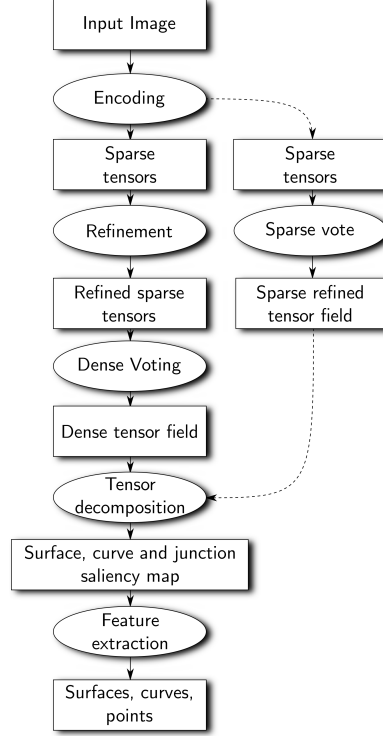 Input Image
Encoding
Sparse
tensors
Sparse
tensors
Refinement
Sparse vote
Refined sparse
tensors
Sparse refined
tensor field
Dense Voting
Dense tensor field
Tensor
decomposition
Surface, curve and junction
saliency map
Feature
extraction
Surfaces, curves,
points